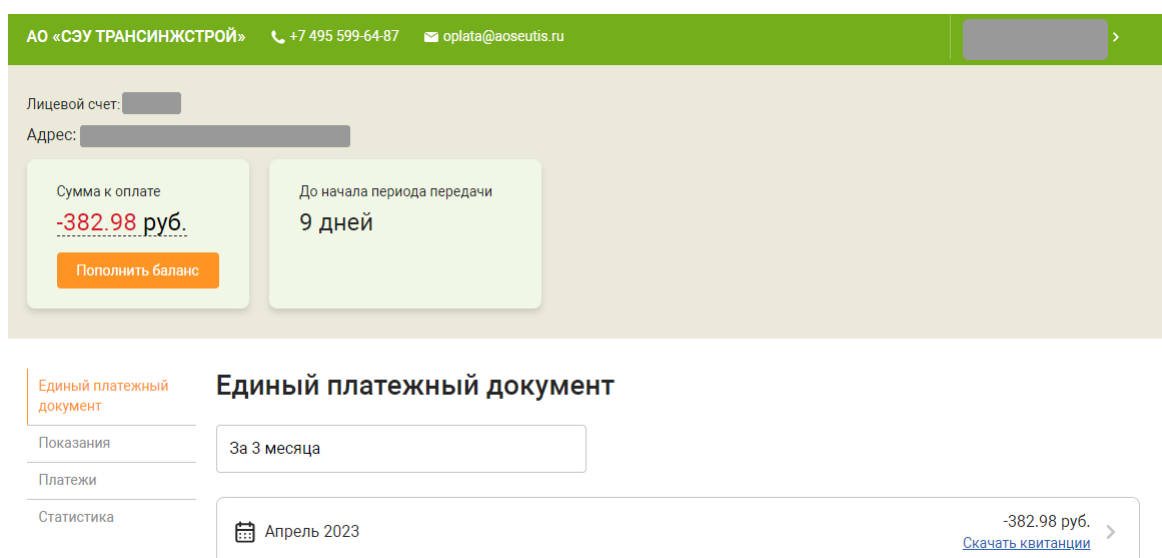 АО «СЭУ ТРАНСИНЖСТРОЙ» +7 495 599-64-87 oplata@aoseutis.ru
Лицевой счет:
Адрес:
Сумма к оплате
-382.98 руб.
Пополнить баланс
До начала периода передачи
9 дней
Единый платежный
документ
Показания
Платежи
Статистика
Единый платежный документ
За 3 месяца
Апрель 2023
-382.98 руб.
Скачать квитанции